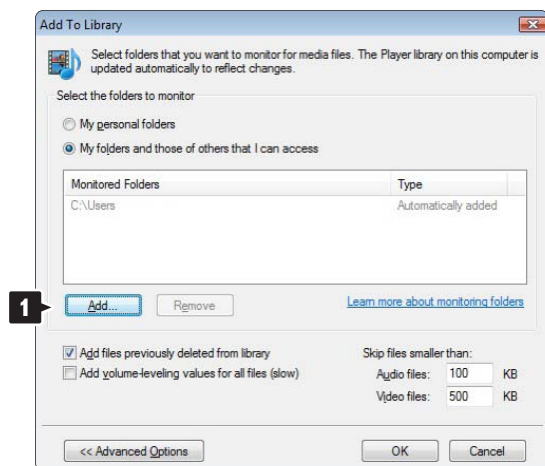 Add To Library
Select folders that you want to monitor for media files. The Player library on this computer is
updated automatically to reflect changes.
Select the folders to monitor
My personal folders
My folders and those of others that I can access
Monitored Folders
Type
C:\Users
Automatically added
1
Add...
Remove
Learn more about monitoring folders
Add files previously deleted from library
Add volume-leveling values for all files (slow)
Skip files smaller than:
Audio files: 100 KB
Video files: 500 KB
<< Advanced Options
OK
Cancel